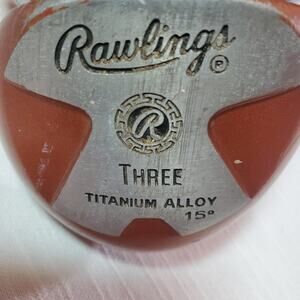 Rawlings ®
R
THREE
TITANIUM ALLOY
15°